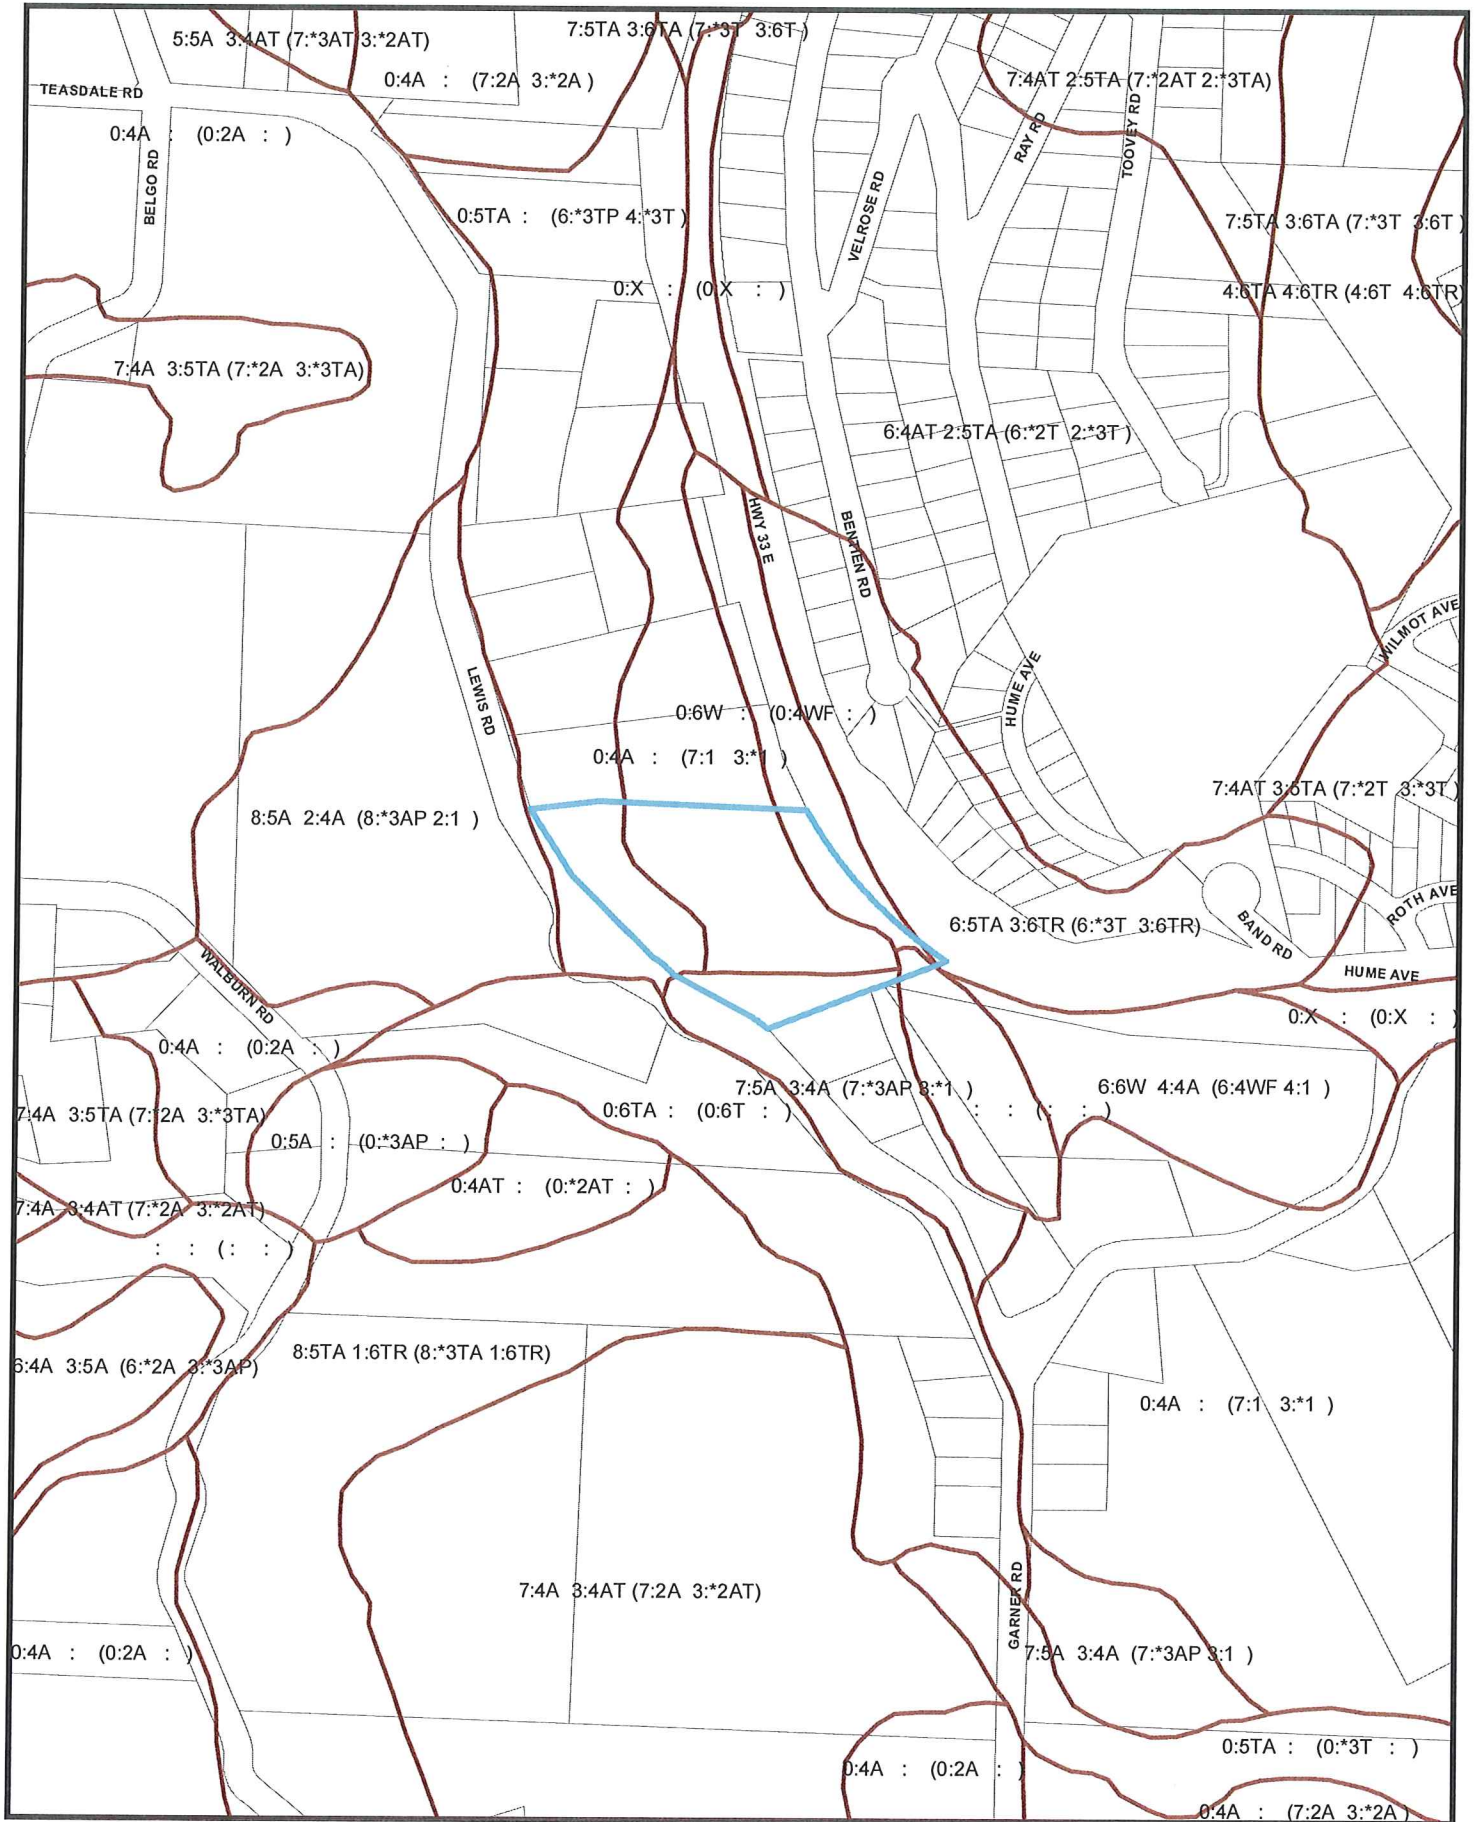 5:5A 3:4AT (7:*3AT 3:*2AT)
7:5TA 3:6TA (7:*3T 3:6T )
0:4A : (7:2A 3:*2A )
7:4AT 2:5TA (7:*2AT 2:*3TA)
TEASDALE RD
0:4A : (0:2A : )
BELGO RD
RAY RD
TOOVEY RD
VELROSE RD
0:5TA : (6:*3TP 4:*3T )
7:5TA 3:6TA (7:*3T 3:6T )
0:X : (0:X : )
4:6TA 4:6TR (4:6T 4:6TR)
7:4A 3:5TA (7:*2A 3:*3TA)
6:4AT 2:5TA (6:*2T 2:*3T )
HWY 33 E
BENTIEN RD
WILMOT AVE
HUME AVE
LEWIS RD
0:6W : (0:4WF : )
0:4A : (7:1 3:*1 )
7:4AT 3:5TA (7:*2T 3:*3T )
8:5A 2:4A (8:*3AP 2:1 )
ROTH AVE
6:5TA 3:6TR (6:*3T 3:6TR)
BAND RD
HUME AVE
WALBURN RD
0:X : (0:X : )
0:4A : (0:2A : )
7:5A 3:4A (7:*3AP 3:*1 )
6:6W 4:4A (6:4WF 4:1 )
7:4A 3:5TA (7:*2A 3:*3TA)
0:6TA : (0:6T : )
: : (: : )
0:5A : (0:*3AP : )
0:4AT : (0:*2AT : )
7:4A 3:4AT (7:*2A 3:*2AT)
: : (: : )
8:5TA 1:6TR (8:*3TA 1:6TR)
6:4A 3:5A (6:*2A 3:*3AP)
0:4A : (7:1 3:*1 )
7:4A 3:4AT (7:2A 3:*2AT)
GARNER RD
0:4A : (0:2A : )
7:5A 3:4A (7:*3AP 3:1 )
0:5TA : (0:*3T : )
0:4A : (0:2A : )
0:4A : (7:2A 3:*2A )